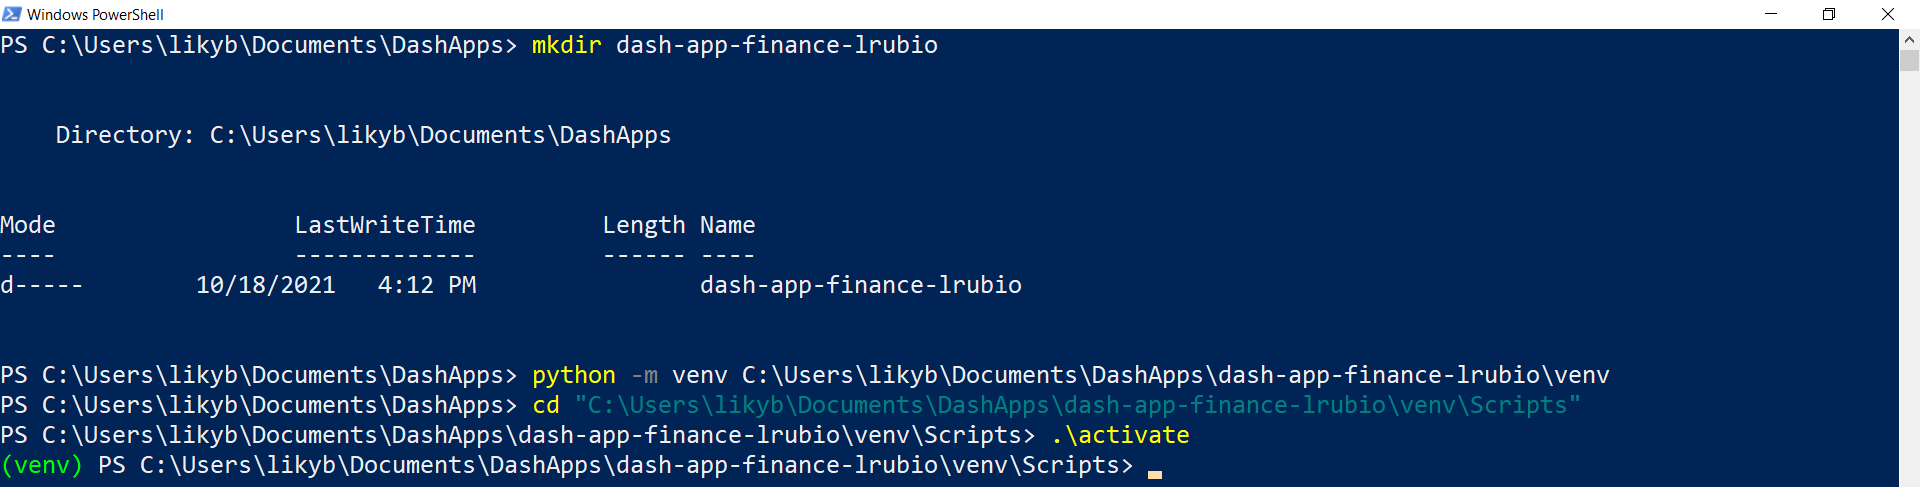 Windows PowerShell
PS C:\Users\likyb\Documents\DashApps> mkdir dash-app-finance-lrubio
Directory: C:\Users\likyb\Documents\DashApps
Mode LastWriteTime Length Name
---- ------------- ------ ----
d----- 10/18/2021 4:12 PM dash-app-finance-lrubio
PS C:\Users\likyb\Documents\DashApps> python -m venv C:\Users\likyb\Documents\DashApps\dash-app-finance-lrubio\venv
PS C:\Users\likyb\Documents\DashApps> cd "C:\Users\likyb\Documents\DashApps\dash-app-finance-lrubio\venv\Scripts"
PS C:\Users\likyb\Documents\DashApps\dash-app-finance-lrubio\venv\Scripts> .\activate
(venv) PS C:\Users\likyb\Documents\DashApps\dash-app-finance-lrubio\venv\Scripts>